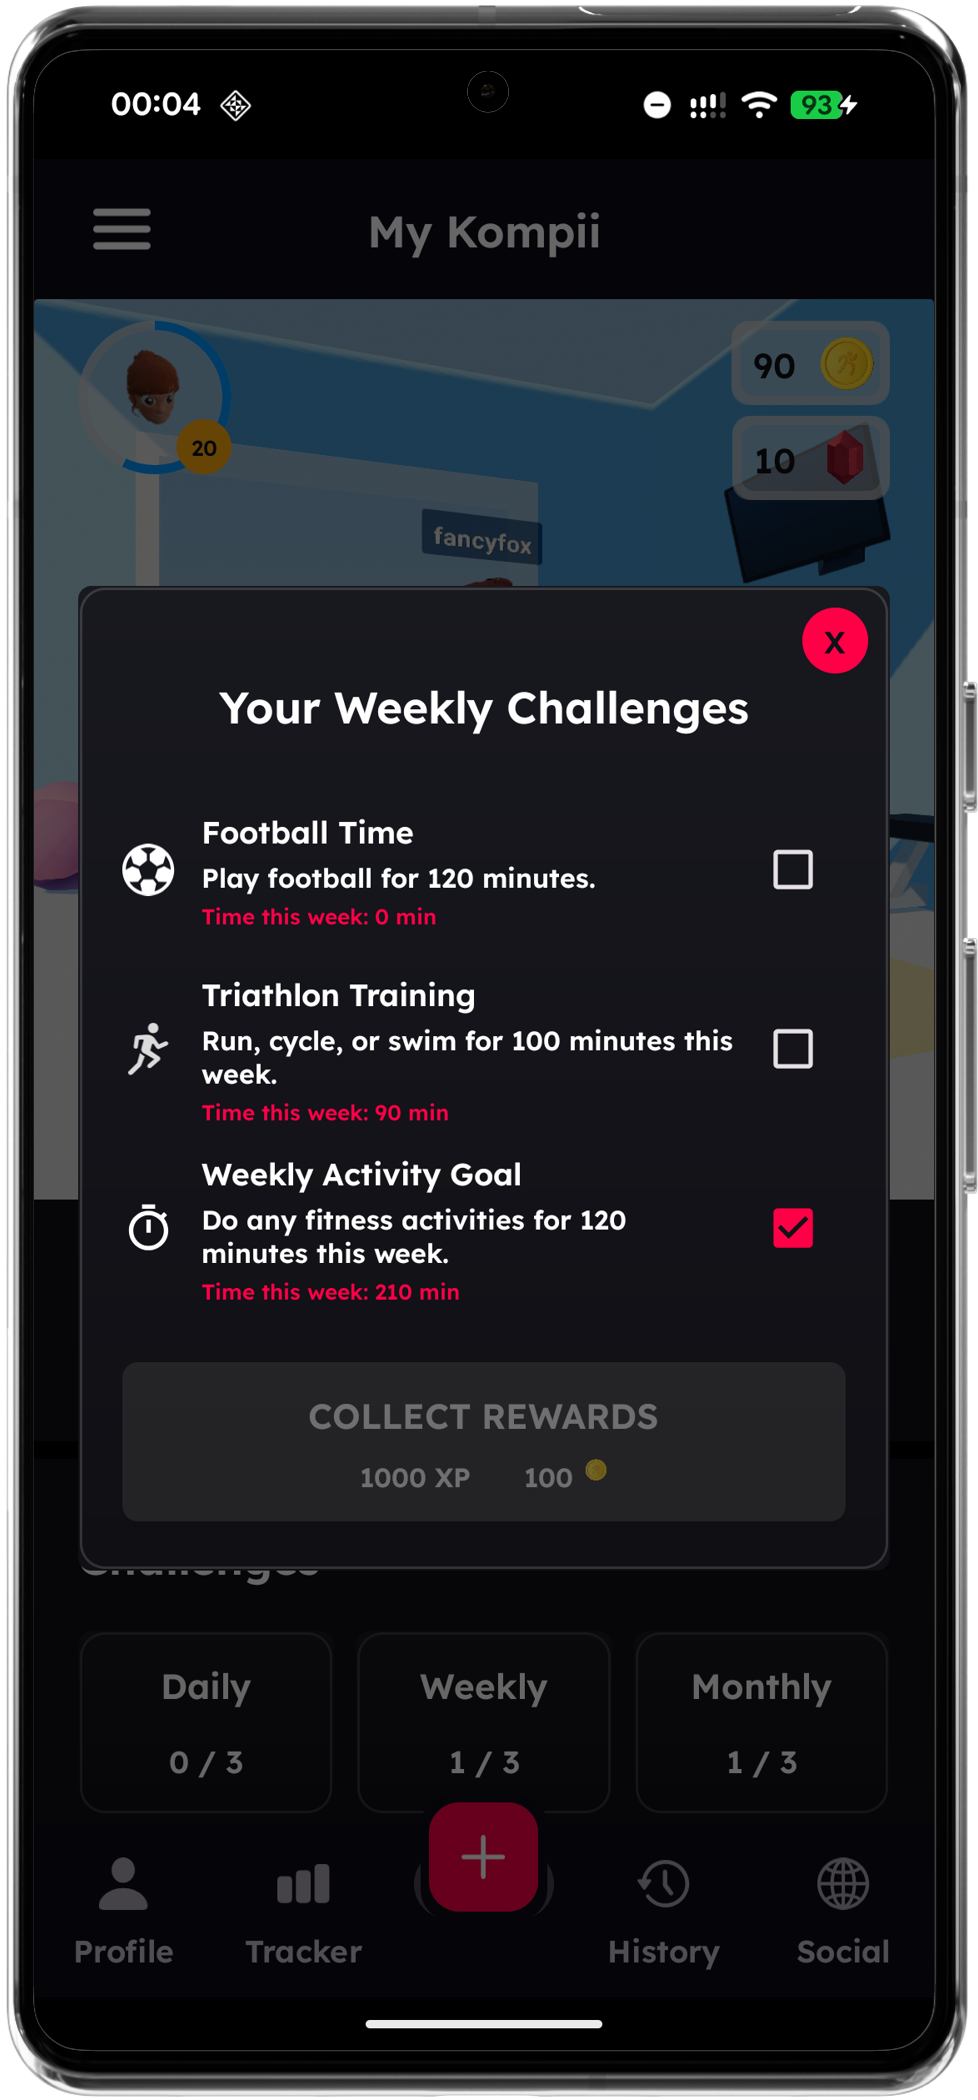 00:04
93
My Kompii
90
20
10
fancyfox
X
Your Weekly Challenges
Football Time
Play football for 120 minutes.
Time this week: 0 min
Triathlon Training
Run, cycle, or swim for 100 minutes this
week.
Time this week: 90 min
Weekly Activity Goal
Do any fitness activities for 120
minutes this week.
Time this week: 210 min
COLLECT REWARDS
1000 XP 100
Challenges
Daily Weekly Monthly
0 / 3 1 / 3 1 / 3
Profile Tracker History Social